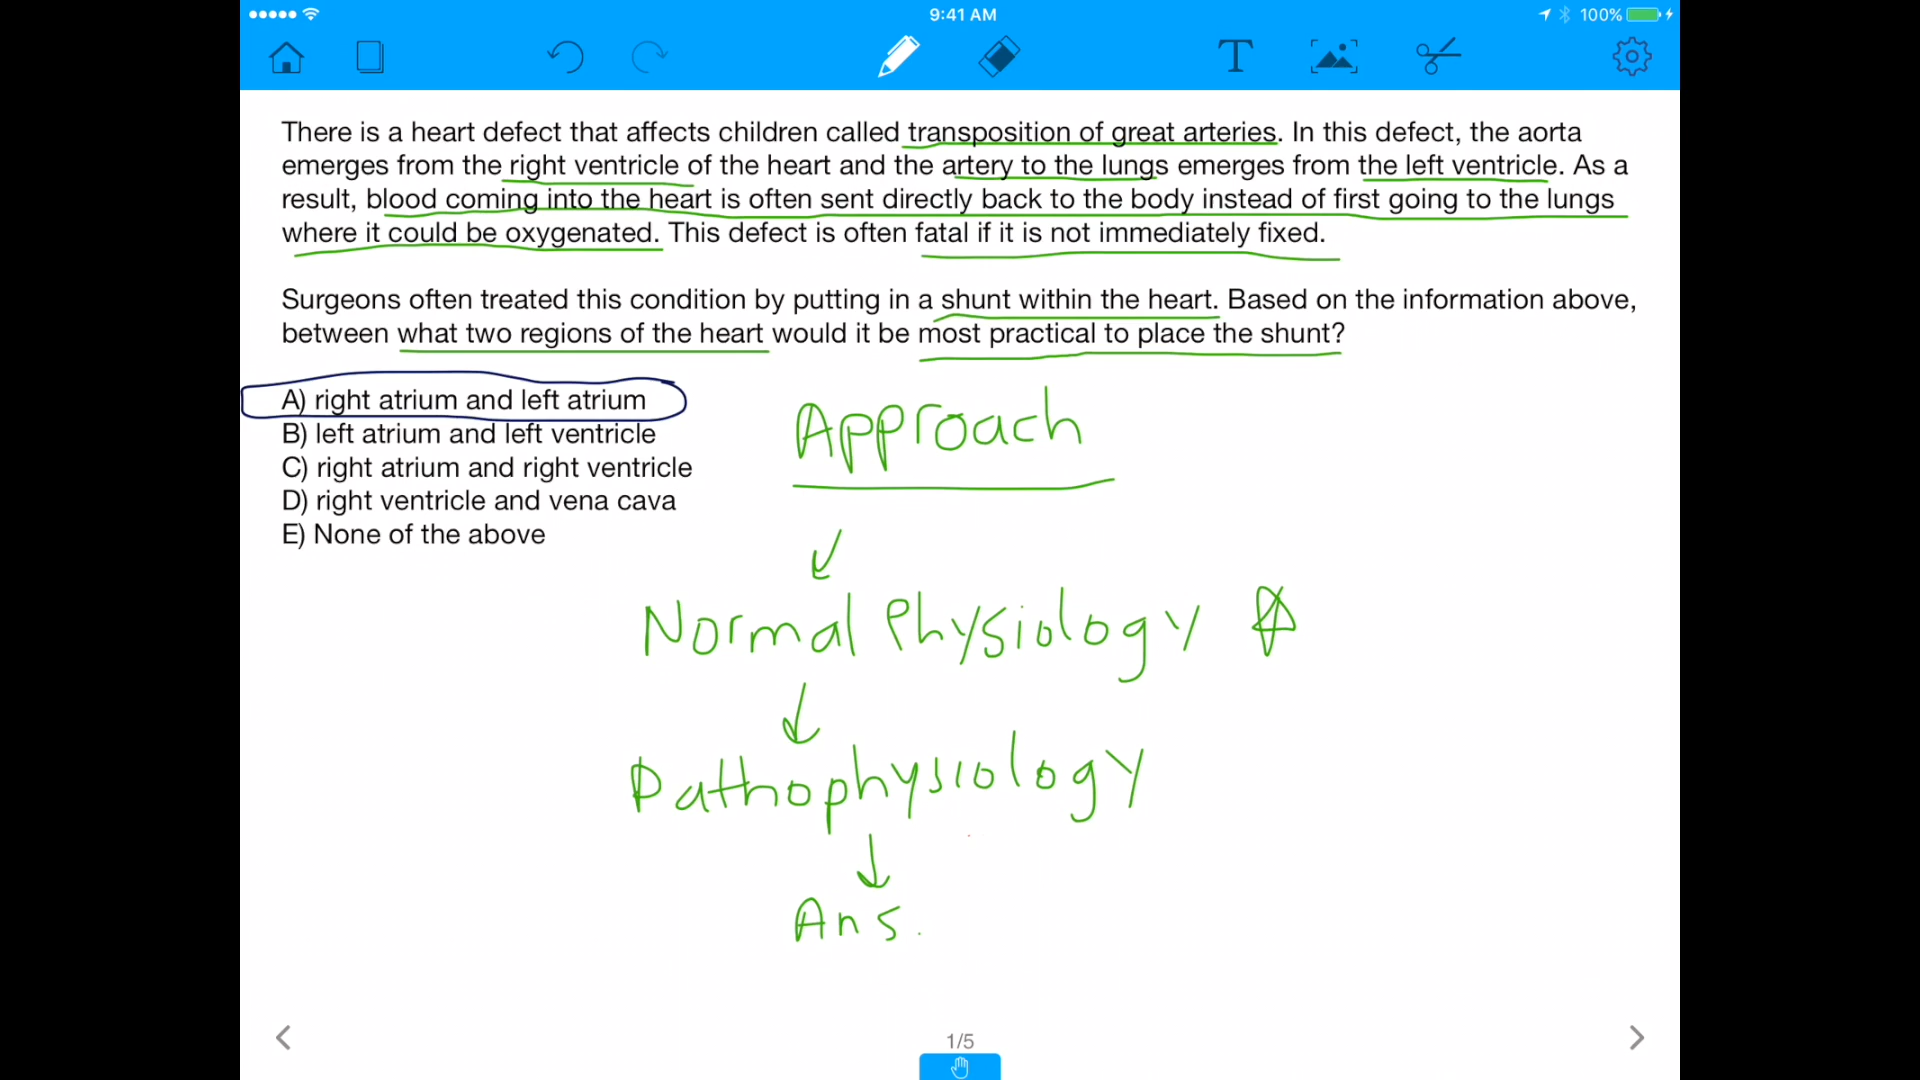 9:41 AM
100%
T
There is a heart defect that affects children called transposition of great arteries. In this defect, the aorta
emerges from the right ventricle of the heart and the artery to the lungs emerges from the left ventricle. As a
result, blood coming into the heart is often sent directly back to the body instead of first going to the lungs
where it could be oxygenated. This defect is often fatal if it is not immediately fixed.
Surgeons often treated this condition by putting in a shunt within the heart. Based on the information above,
between what two regions of the heart would it be most practical to place the shunt?
A) right atrium and left atrium
B) left atrium and left ventricle
C) right atrium and right ventricle
D) right ventricle and vena cava
E) None of the above
Approach
Normal Physiology
Pathophysiology
Ans.
1/5